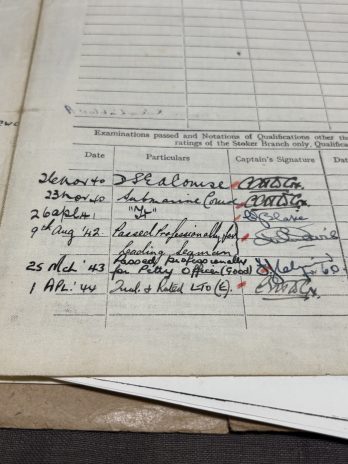 Examinations passed and Notations of Qualifications other th
ratings of the Stoker Branch only, Qualifi
Date Particulars Captain's Signature
26 Nov 40 D S E A Course
23 Nov 40 Submarine Course
26 Apl 41
9th Aug '42 Passed Professionally for
Leading Seaman
25 Mch '43 Passed Professionally
for Petty Officer (Good)
1 APL. '44 Qual. & Rated LTO (E).